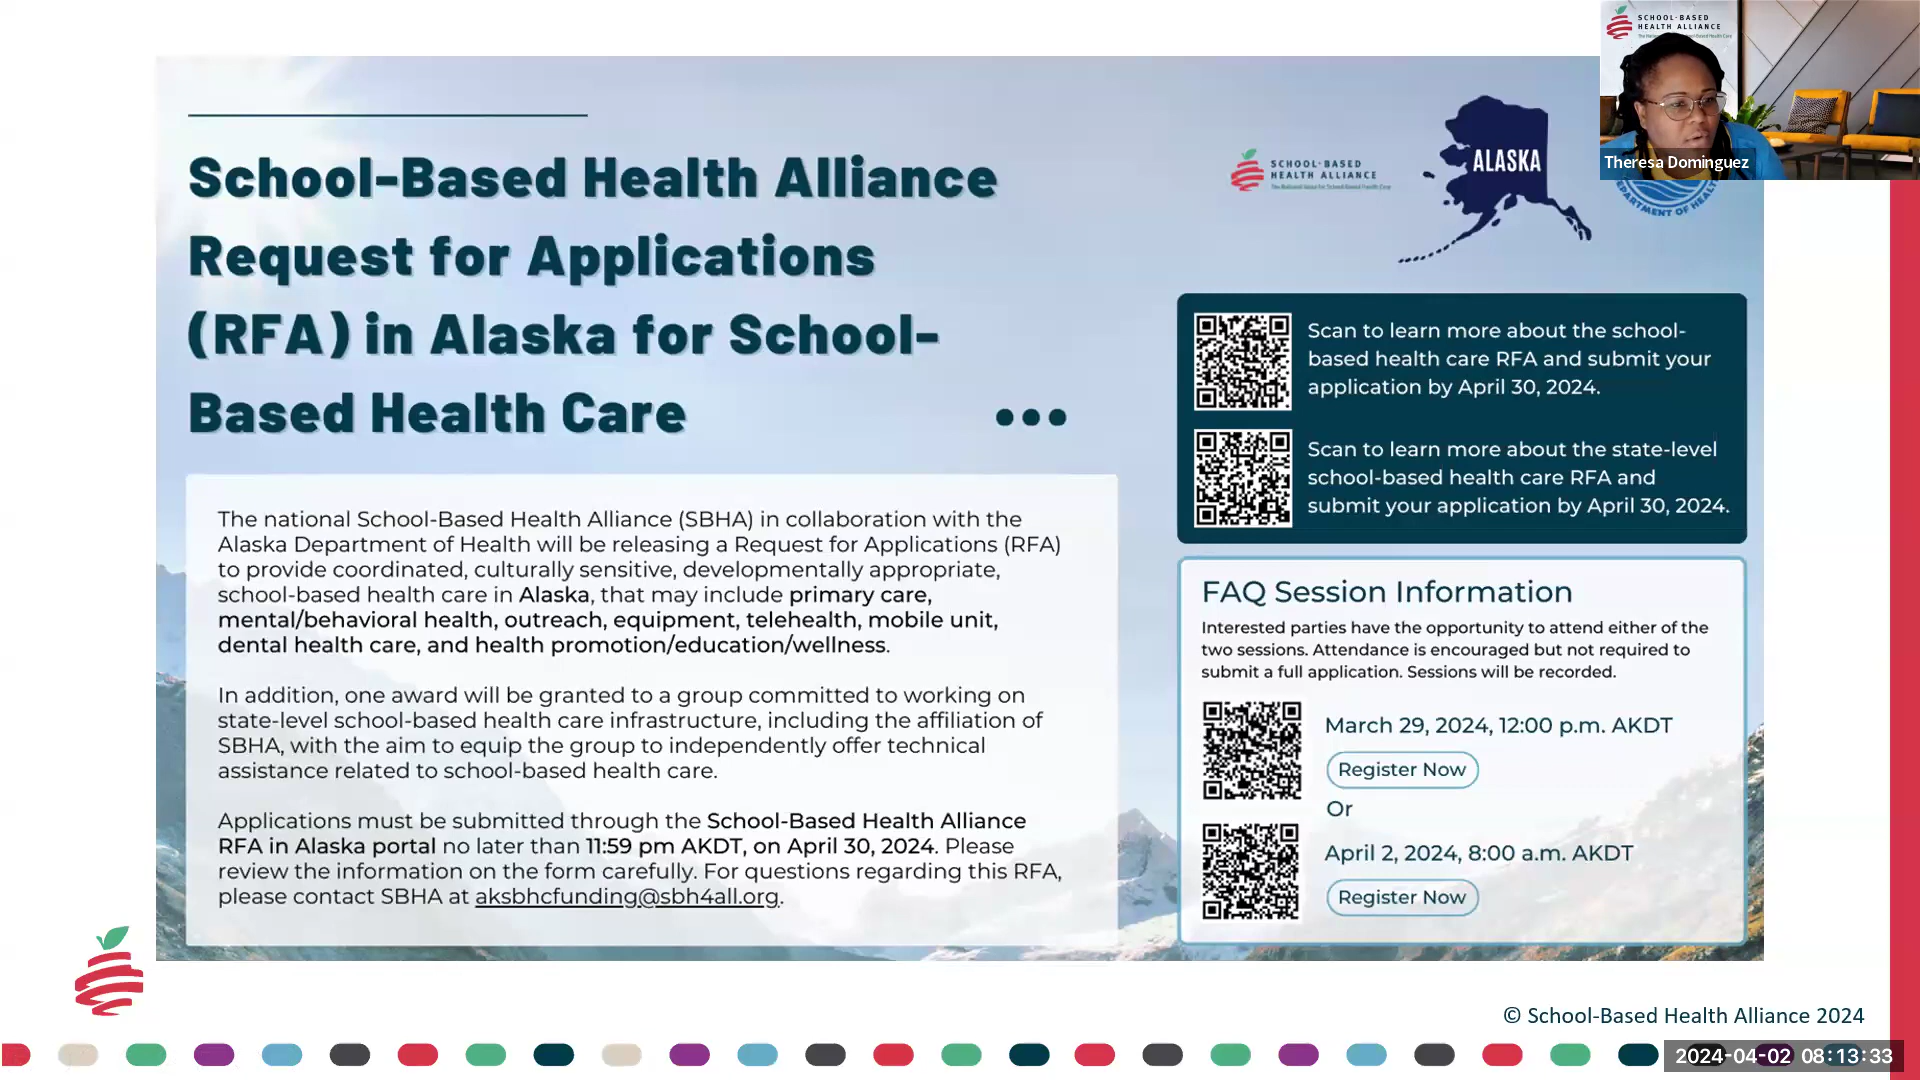 School-Based Health Alliance
Request for Applications
(RFA) in Alaska for School-
Based Health Care
The national School-Based Health Alliance (SBHA) in collaboration with the
Alaska Department of Health will be releasing a Request for Applications (RFA)
to provide coordinated, culturally sensitive, developmentally appropriate,
school-based health care in Alaska, that may include primary care,
mental/behavioral health, outreach, equipment, telehealth, mobile unit,
dental health care, and health promotion/education/wellness.
In addition, one award will be granted to a group committed to working on
state-level school-based health care infrastructure, including the affiliation of
SBHA, with the aim to equip the group to independently offer technical
assistance related to school-based health care.
Applications must be submitted through the School-Based Health Alliance
RFA in Alaska portal no later than 11:59 pm AKDT, on April 30, 2024. Please
review the information on the form carefully. For questions regarding this RFA,
please contact SBHA at aksbhcfunding@sbh4all.org.
SCHOOL-BASED
HEALTH ALLIANCE
The National Voice for School-Based Health Care
ALASKA
SCHOOL-BASED
HEALTH ALLIANCE
Theresa Dominguez
Scan to learn more about the school-
based health care RFA and submit your
application by April 30, 2024.
Scan to learn more about the state-level
school-based health care RFA and
submit your application by April 30, 2024.
FAQ Session Information
Interested parties have the opportunity to attend either of the
two sessions. Attendance is encouraged but not required to
submit a full application. Sessions will be recorded.
March 29, 2024, 12:00 p.m. AKDT
Register Now
Or
April 2, 2024, 8:00 a.m. AKDT
Register Now
© School-Based Health Alliance 2024
2024-04-02 08:13:33